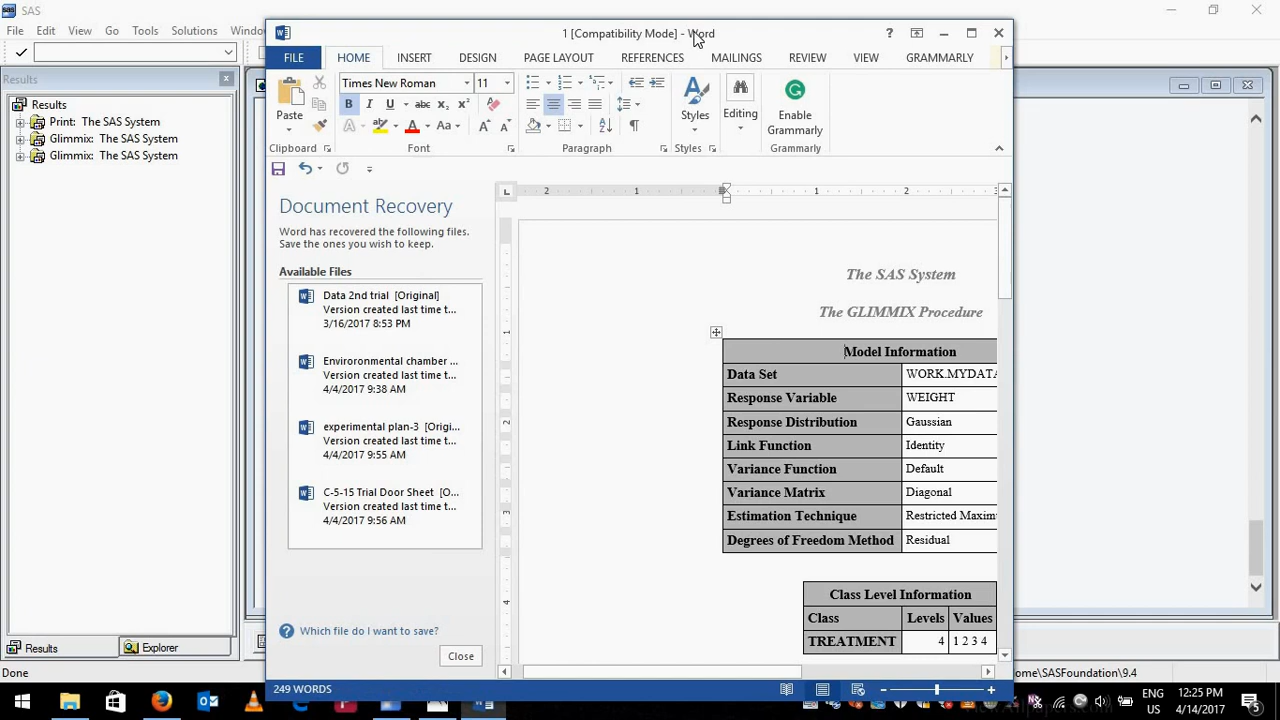 SAS
File Edit View Go Tools Solutions
Results
Results
Print: The SAS System
Glimmix: The SAS System
Glimmix: The SAS System
1 [Compatibility Mode] - Word
FILE HOME INSERT DESIGN PAGE LAYOUT REFERENCES MAILINGS REVIEW VIEW GRAMMARLY
Times New Roman 11
Paste Styles Editing Enable Grammarly
Clipboard Font Paragraph Styles Grammarly
Document Recovery
Word has recovered the following files.
Save the ones you wish to keep.
Available Files
Data 2nd trial [Original]
Version created last time t...
3/16/2017 8:53 PM
Enviroronmental chamber ...
Version created last time t...
4/4/2017 9:38 AM
experimental plan-3 [Origi...
Version created last time t...
4/4/2017 9:55 AM
C-5-15 Trial Door Sheet [O...
Version created last time t...
4/4/2017 9:56 AM
Which file do I want to save?
Close
The SAS System
The GLIMMIX Procedure
Model Information
Data Set WORK.MYDATA
Response Variable WEIGHT
Response Distribution Gaussian
Link Function Identity
Variance Function Default
Variance Matrix Diagonal
Estimation Technique Restricted Maxim
Degrees of Freedom Method Residual
Class Level Information
Class Levels Values
TREATMENT 4 1 2 3 4
249 WORDS
Results Explorer
Done
ome\SASFoundation\9.4
ENG
US
12:25 PM
4/14/2017
5